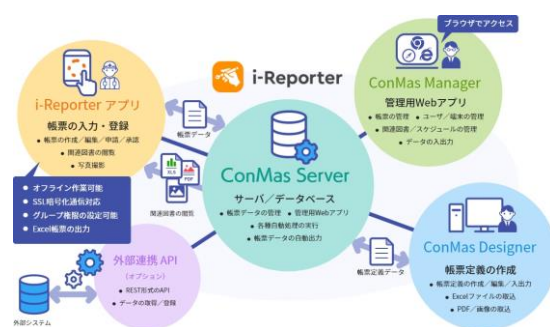 ブラウザでアクセス
i-Reporter
i-Reporter アプリ
帳票の入力・登録
• 帳票の作成／編集／申請／承認
• 関連図書の閲覧
• 写真撮影
• オフライン作業可能
• SSL暗号化通信対応
• グループ権限の設定可能
• Excel帳票の出力
帳票データ
XLS
PDF
関連図書の閲覧
ConMas Manager
管理用Webアプリ
• 帳票の管理 • ユーザ／端末の管理
• 関連図書／スケジュールの管理
• データの入出力
ConMas Server
サーバ／データベース
• 帳票データの管理 • 管理用Webアプリ
• 各種自動処理の実行
• 帳票データの自動出力
外部連携 API
（オプション）
• REST形式のAPI
• データの取得／登録
外部システム
帳票定義データ
ConMas Designer
帳票定義の作成
• 帳票定義の作成／編集／入出力
• Excelファイルの取込
• PDF／画像の取込